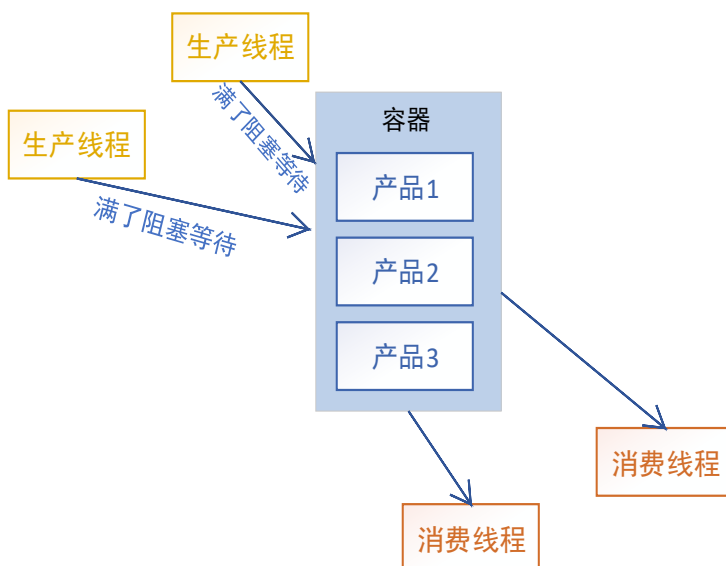 生产线程
生产线程
满了阻塞等待
满了阻塞等待
容器
产品1
产品2
产品3
消费线程
消费线程